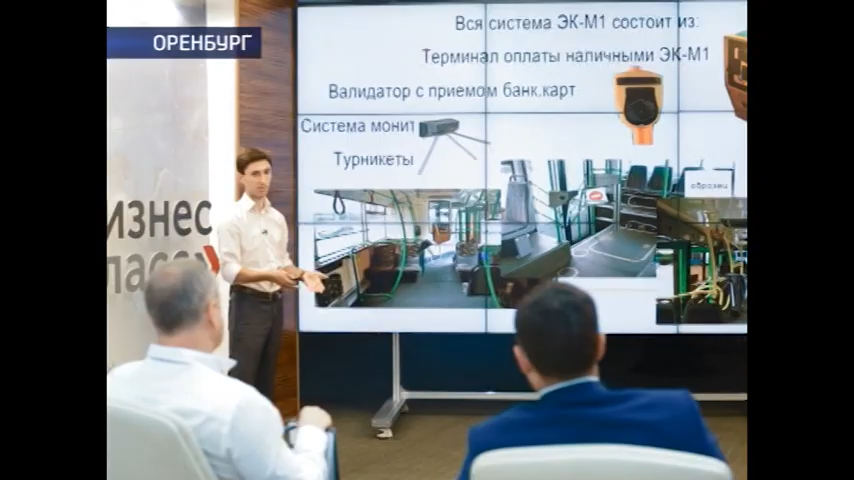 ОРЕНБУРГ
Вся система ЭК-М1 состоит из:
Терминал оплаты наличными ЭК-М1
Валидатор с приемом банк.карт
Система монит
Турникеты
образец
изнес
ласс